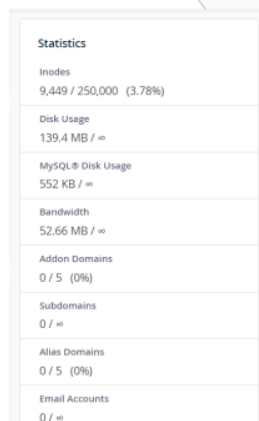 Statistics
Inodes
9,449 / 250,000 (3.78%)
Disk Usage
139.4 MB / ∞
MySQL® Disk Usage
552 KB / ∞
Bandwidth
52.66 MB / ∞
Addon Domains
0 / 5 (0%)
Subdomains
0 / ∞
Alias Domains
0 / 5 (0%)
Email Accounts
0 / ∞